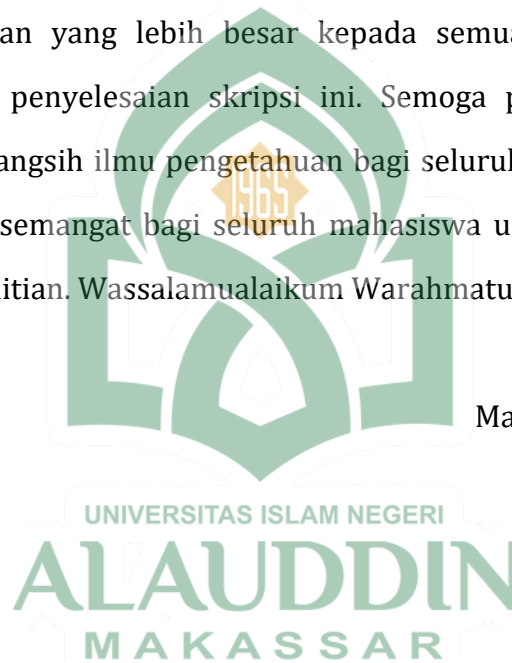 an yang lebih besar kepada semua
penyelesaian skripsi ini. Semoga p
angsih ilmu pengetahuan bagi seluruh
1965
semangat bagi seluruh mahasiswa u
itian. Wassalamualaikum Warahmatu
Ma
UNIVERSITAS ISLAM NEGERI
ALAUDDIN
MAKASSAR